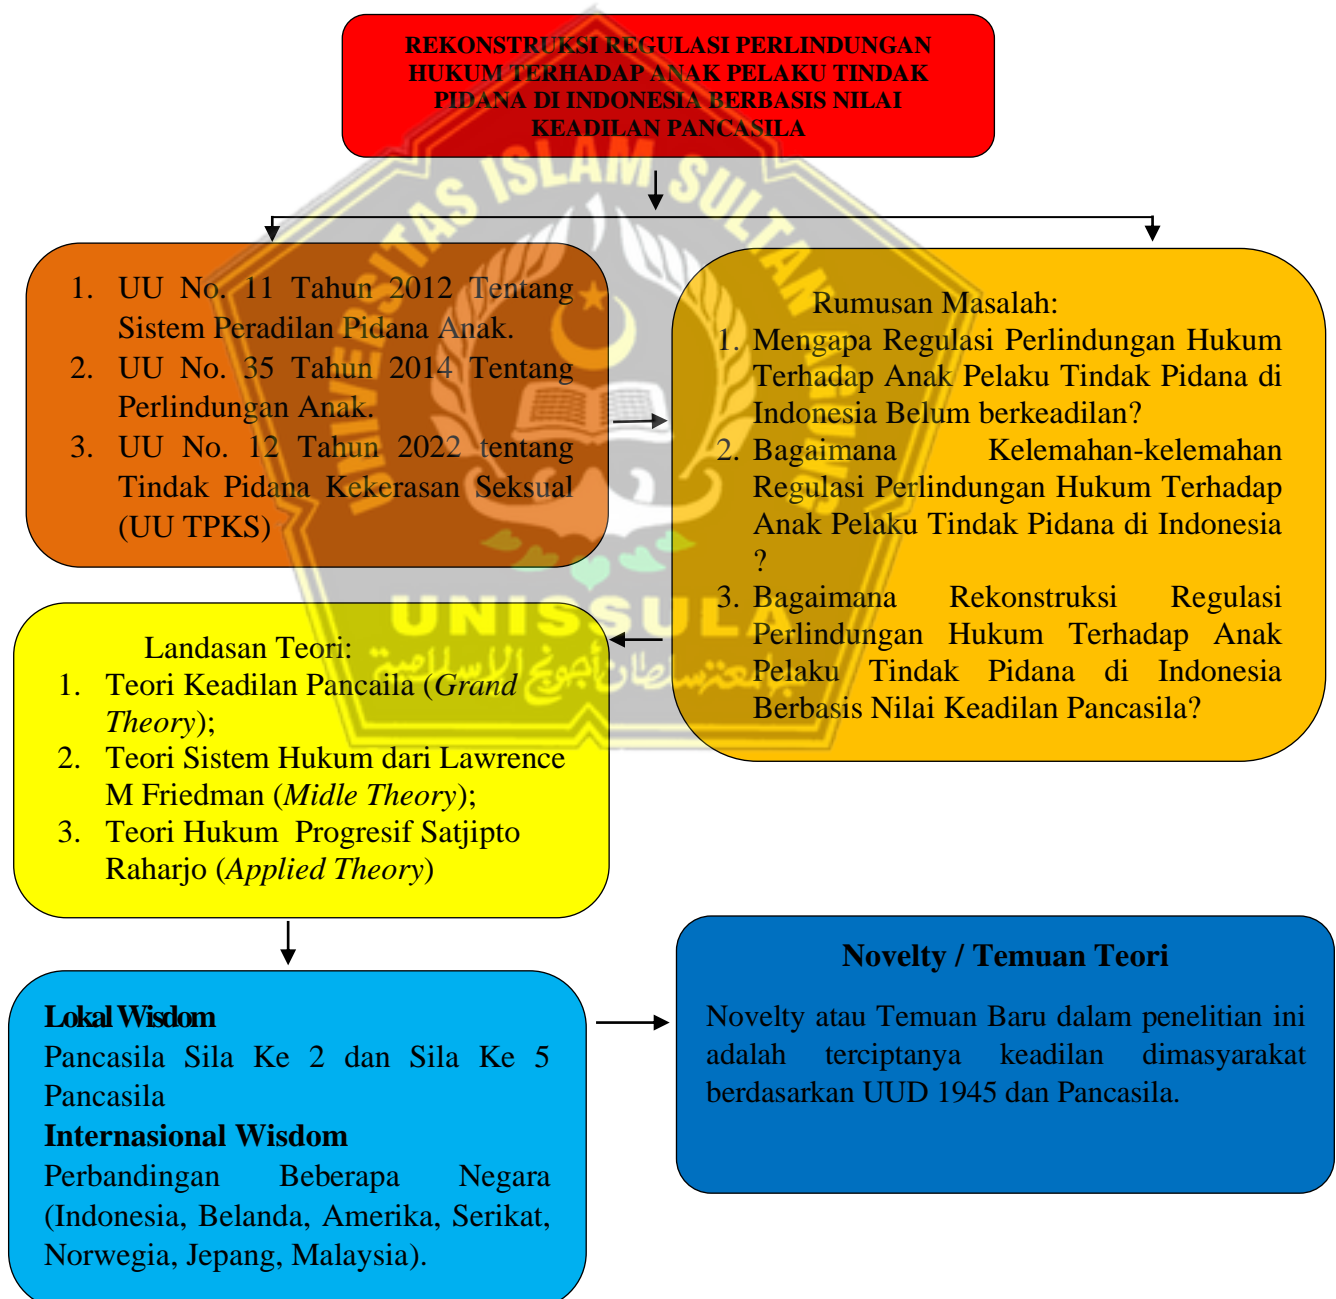 REKONSTRUKSI REGULASI PERLINDUNGAN
HUKUM TERHADAP ANAK PELAKU TINDAK
PIDANA DI INDONESIA BERBASIS NILAI
KEADILAN PANCASILA
UNIVERSITAS ISLAM SULTAN AGUNG
1. UU No. 11 Tahun 2012 Tentang
Sistem Peradilan Pidana Anak.
2. UU No. 35 Tahun 2014 Tentang
Perlindungan Anak.
3. UU No. 12 Tahun 2022 tentang
Tindak Pidana Kekerasan Seksual
(UU TPKS)
Rumusan Masalah:
1. Mengapa Regulasi Perlindungan Hukum
Terhadap Anak Pelaku Tindak Pidana di
Indonesia Belum berkeadilan?
2. Bagaimana Kelemahan-kelemahan
Regulasi Perlindungan Hukum Terhadap
Anak Pelaku Tindak Pidana di Indonesia
?
3. Bagaimana Rekonstruksi Regulasi
Perlindungan Hukum Terhadap Anak
Pelaku Tindak Pidana di Indonesia
Berbasis Nilai Keadilan Pancasila?
UNISSULA
جامعتسلطان أجونج الإسلامية
Landasan Teori:
1. Teori Keadilan Pancaila (Grand
Theory);
2. Teori Sistem Hukum dari Lawrence
M Friedman (Midle Theory);
3. Teori Hukum Progresif Satjipto
Raharjo (Applied Theory)
Lokal Wisdom
Pancasila Sila Ke 2 dan Sila Ke 5
Pancasila
Internasional Wisdom
Perbandingan Beberapa Negara
(Indonesia, Belanda, Amerika, Serikat,
Norwegia, Jepang, Malaysia).
Novelty / Temuan Teori
Novelty atau Temuan Baru dalam penelitian ini
adalah terciptanya keadilan dimasyarakat
berdasarkan UUD 1945 dan Pancasila.